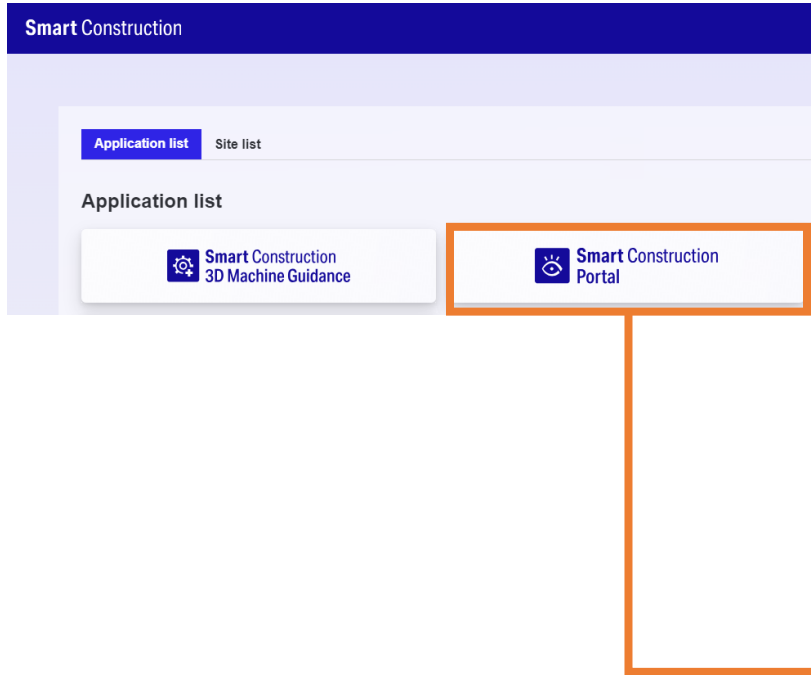 Smart Construction
Application list
Site list
Application list
Smart Construction
3D Machine Guidance
Smart Construction
Portal